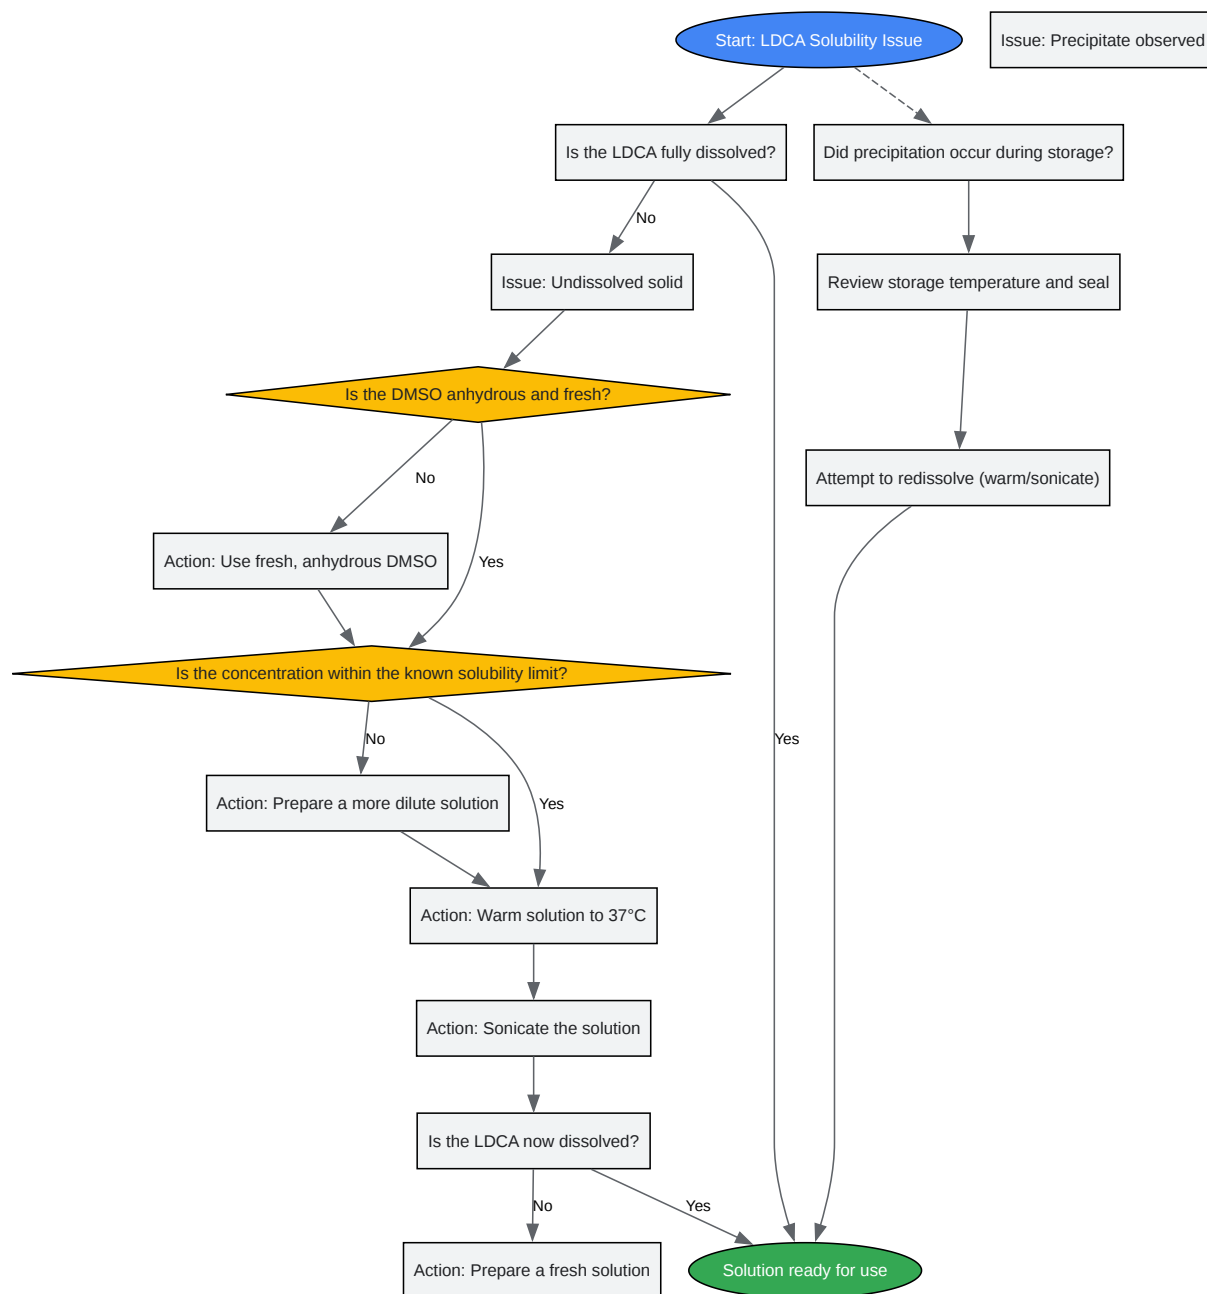 Start: LDCA Solubility Issue
Issue: Precipitate observed
Is the LDCA fully dissolved?
Did precipitation occur during storage?
No
Issue: Undissolved solid
Review storage temperature and seal
Is the DMSO anhydrous and fresh?
No
Attempt to redissolve (warm/sonicate)
Action: Use fresh, anhydrous DMSO
Yes
Is the concentration within the known solubility limit?
No
Yes
Action: Prepare a more dilute solution
Yes
Action: Warm solution to 37°C
Action: Sonicate the solution
Is the LDCA now dissolved?
No
Yes
Action: Prepare a fresh solution
Solution ready for use